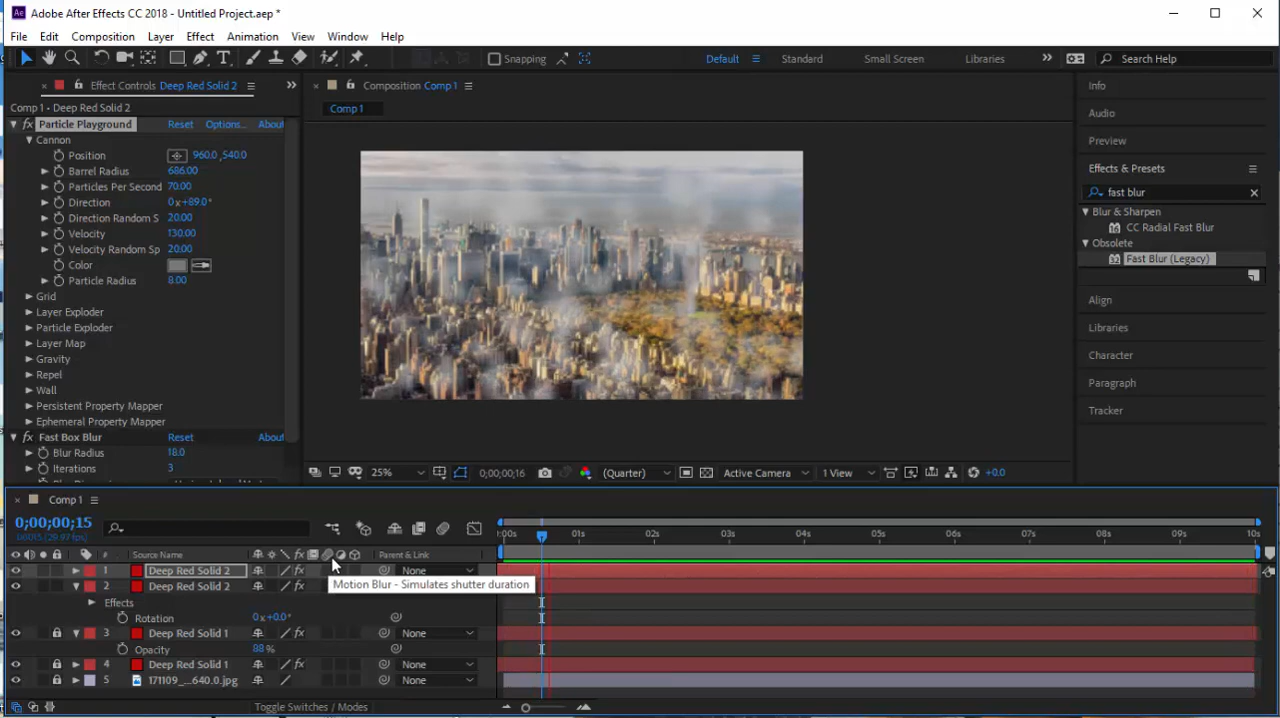 Adobe After Effects CC 2018 - Untitled Project.aep *
File Edit Composition Layer Effect Animation View Window Help
Snapping Default Standard Small Screen Libraries Search Help
Effect Controls Deep Red Solid 2
Comp 1 • Deep Red Solid 2
fx Particle Playground Reset Options... About
Cannon
Position 960.0 ,540.0
Barrel Radius 686.00
Particles Per Second 70.00
Direction 0 x +89.0°
Direction Random S 20.00
Velocity 130.00
Velocity Random Sp 20.00
Color
Particle Radius 8.00
Grid
Layer Exploder
Particle Exploder
Layer Map
Gravity
Repel
Wall
Persistent Property Mapper
Ephemeral Property Mapper
fx Fast Box Blur Reset About
Blur Radius 18.0
Iterations 3
Composition Comp 1
Comp 1
25% 0;00;00;16 (Quarter) Active Camera 1 View +0.0
Info
Audio
Preview
Effects & Presets
fast blur
Blur & Sharpen
CC Radial Fast Blur
Obsolete
Fast Blur (Legacy)
Align
Libraries
Character
Paragraph
Tracker
Comp 1
0;00;00;15
00015 (29.97 fps)
:00s 01s 02s 03s 04s 05s 06s 07s 08s 09s 10s
# Source Name fx Parent & Link
1 Deep Red Solid 2 fx None
Motion Blur - Simulates shutter duration
2 Deep Red Solid 2 fx
Effects
Rotation 0 x +0.0°
3 Deep Red Solid 1 fx None
Opacity 88 %
4 Deep Red Solid 1 fx None
5 171109_...640.0.jpg None
Toggle Switches / Modes